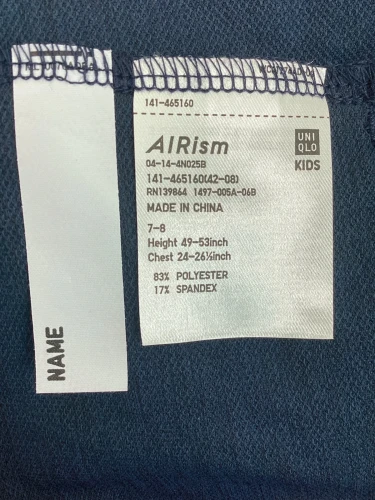 141-465160
AIRism
UNI
QLO
KIDS
04-14-4N025B
141-465160(42-08)
RN139864 1497-005A-06B
MADE IN CHINA
7-8
Height 49-53inch
Chest 24-26½inch
83% POLYESTER
17% SPANDEX
NAME